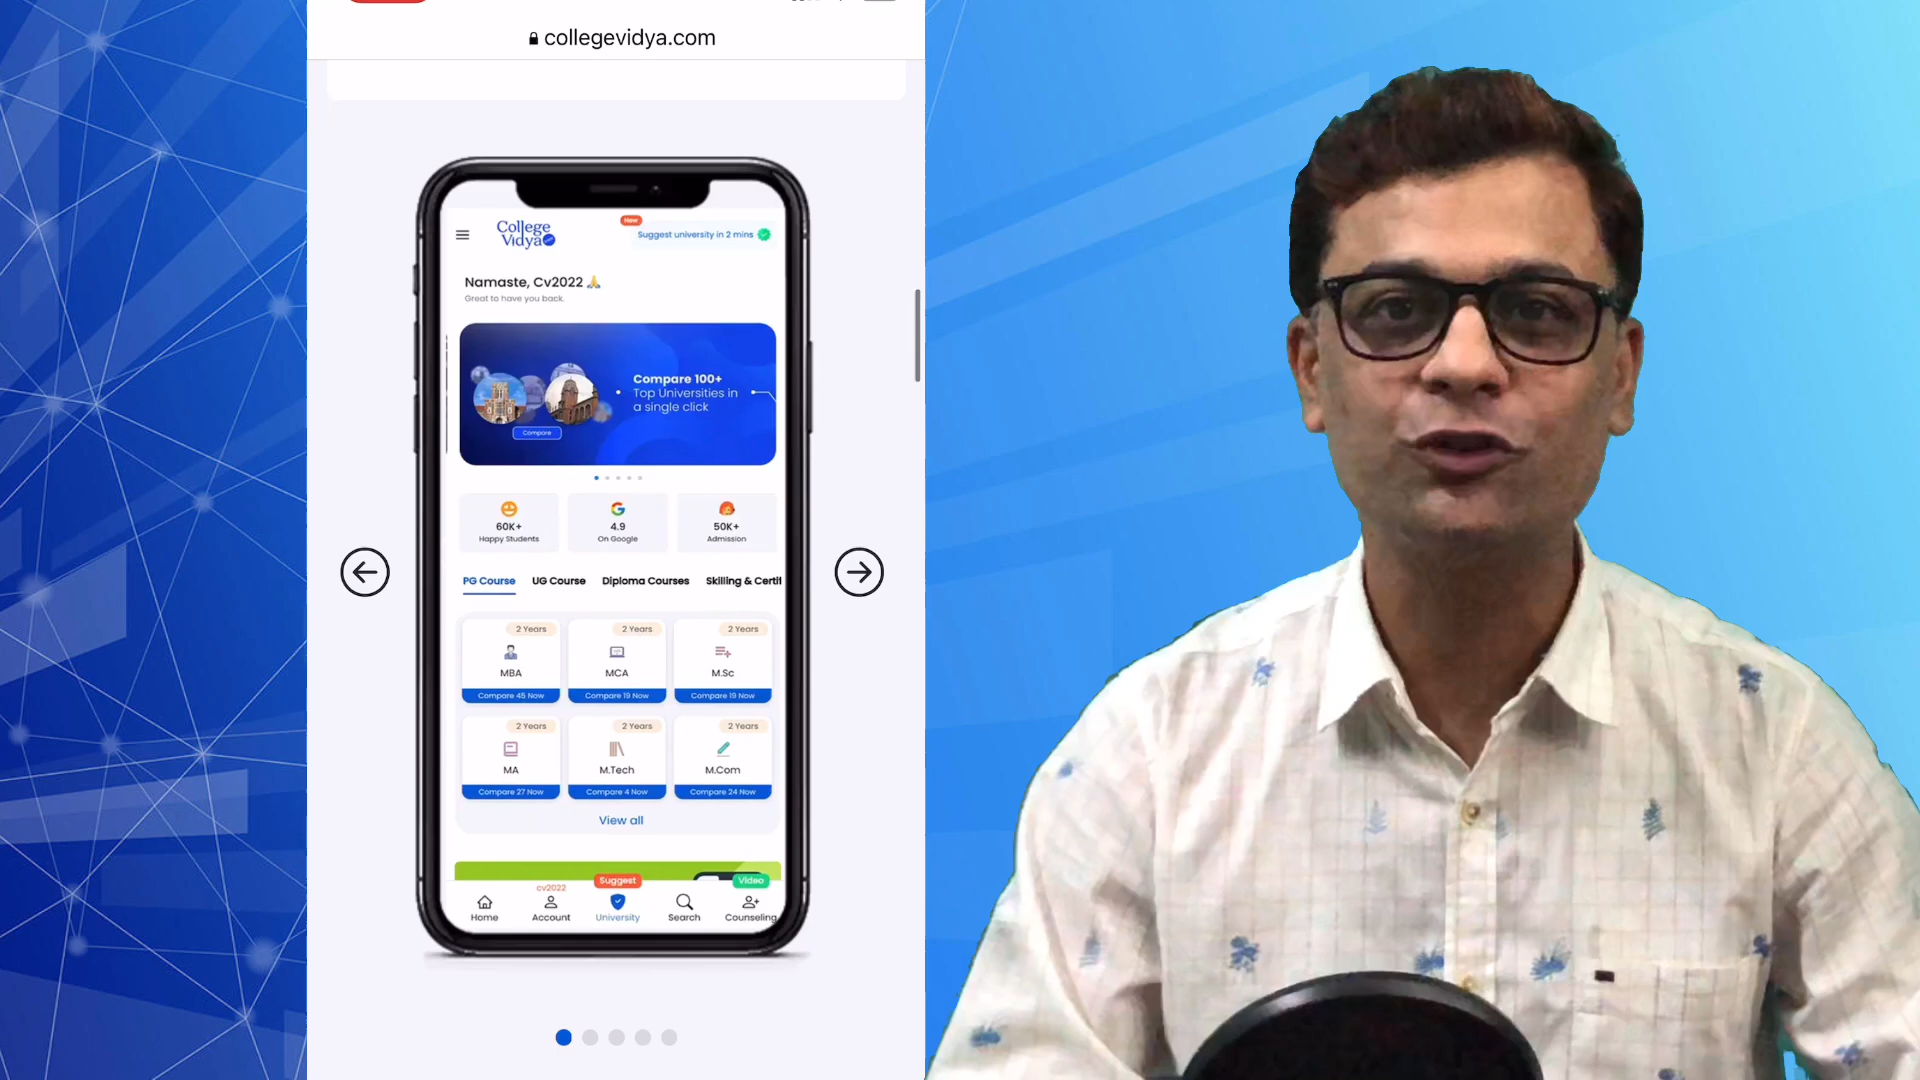 collegevidya.com
College
Vidya
New
Suggest university in 2 mins
Namaste, Cv2022 🙏
Great to have you back.
Compare 100+
Top Universities in
a single click
Compare
60K+
Happy Students
4.9
On Google
50K+
Admission
PG Course UG Course Diploma Courses Skilling & Certif
2 Years 2 Years 2 Years
MBA MCA M.Sc
Compare 45 Now Compare 19 Now Compare 19 Now
2 Years 2 Years 2 Years
MA M.Tech M.Com
Compare 27 Now Compare 4 Now Compare 24 Now
View all
cv2022 Suggest Video
Home Account University Search Counseling